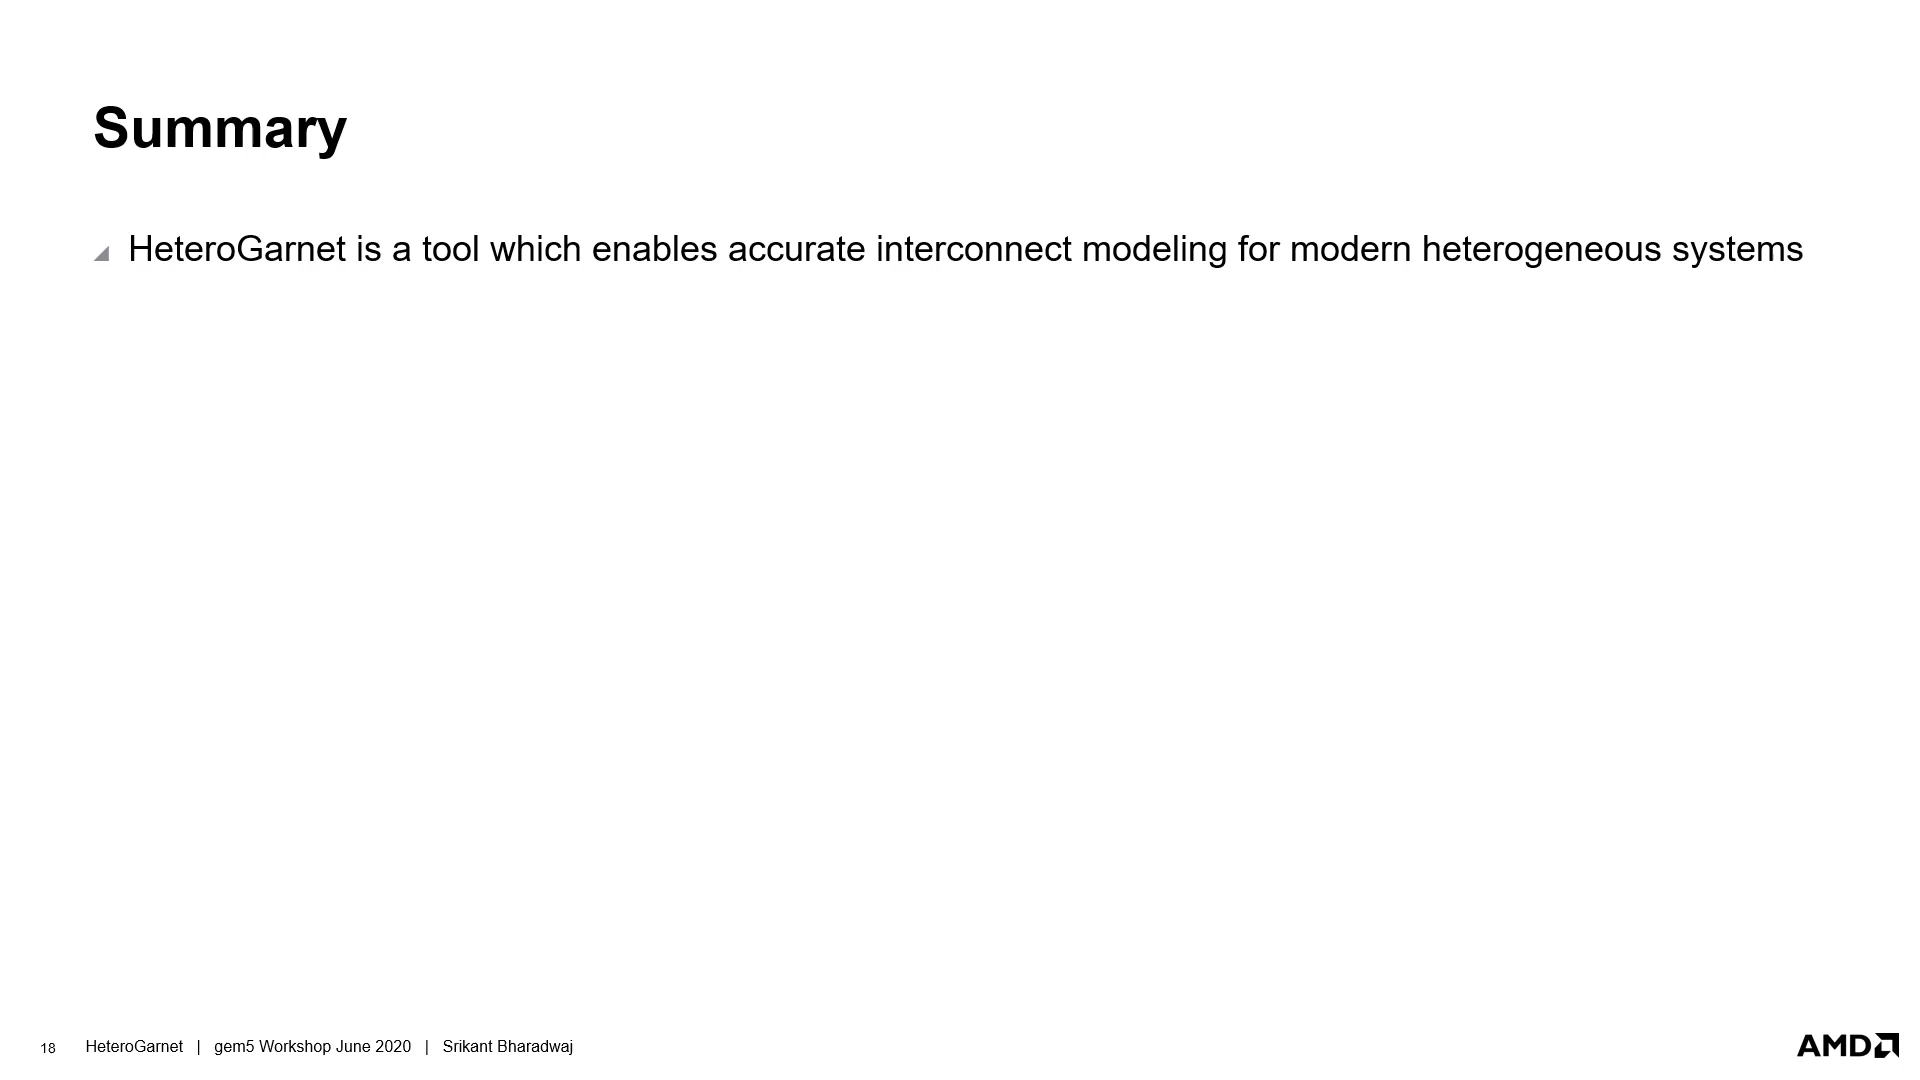 Summary
HeteroGarnet is a tool which enables accurate interconnect modeling for modern heterogeneous systems
18 HeteroGarnet | gem5 Workshop June 2020 | Srikant Bharadwaj
AMD